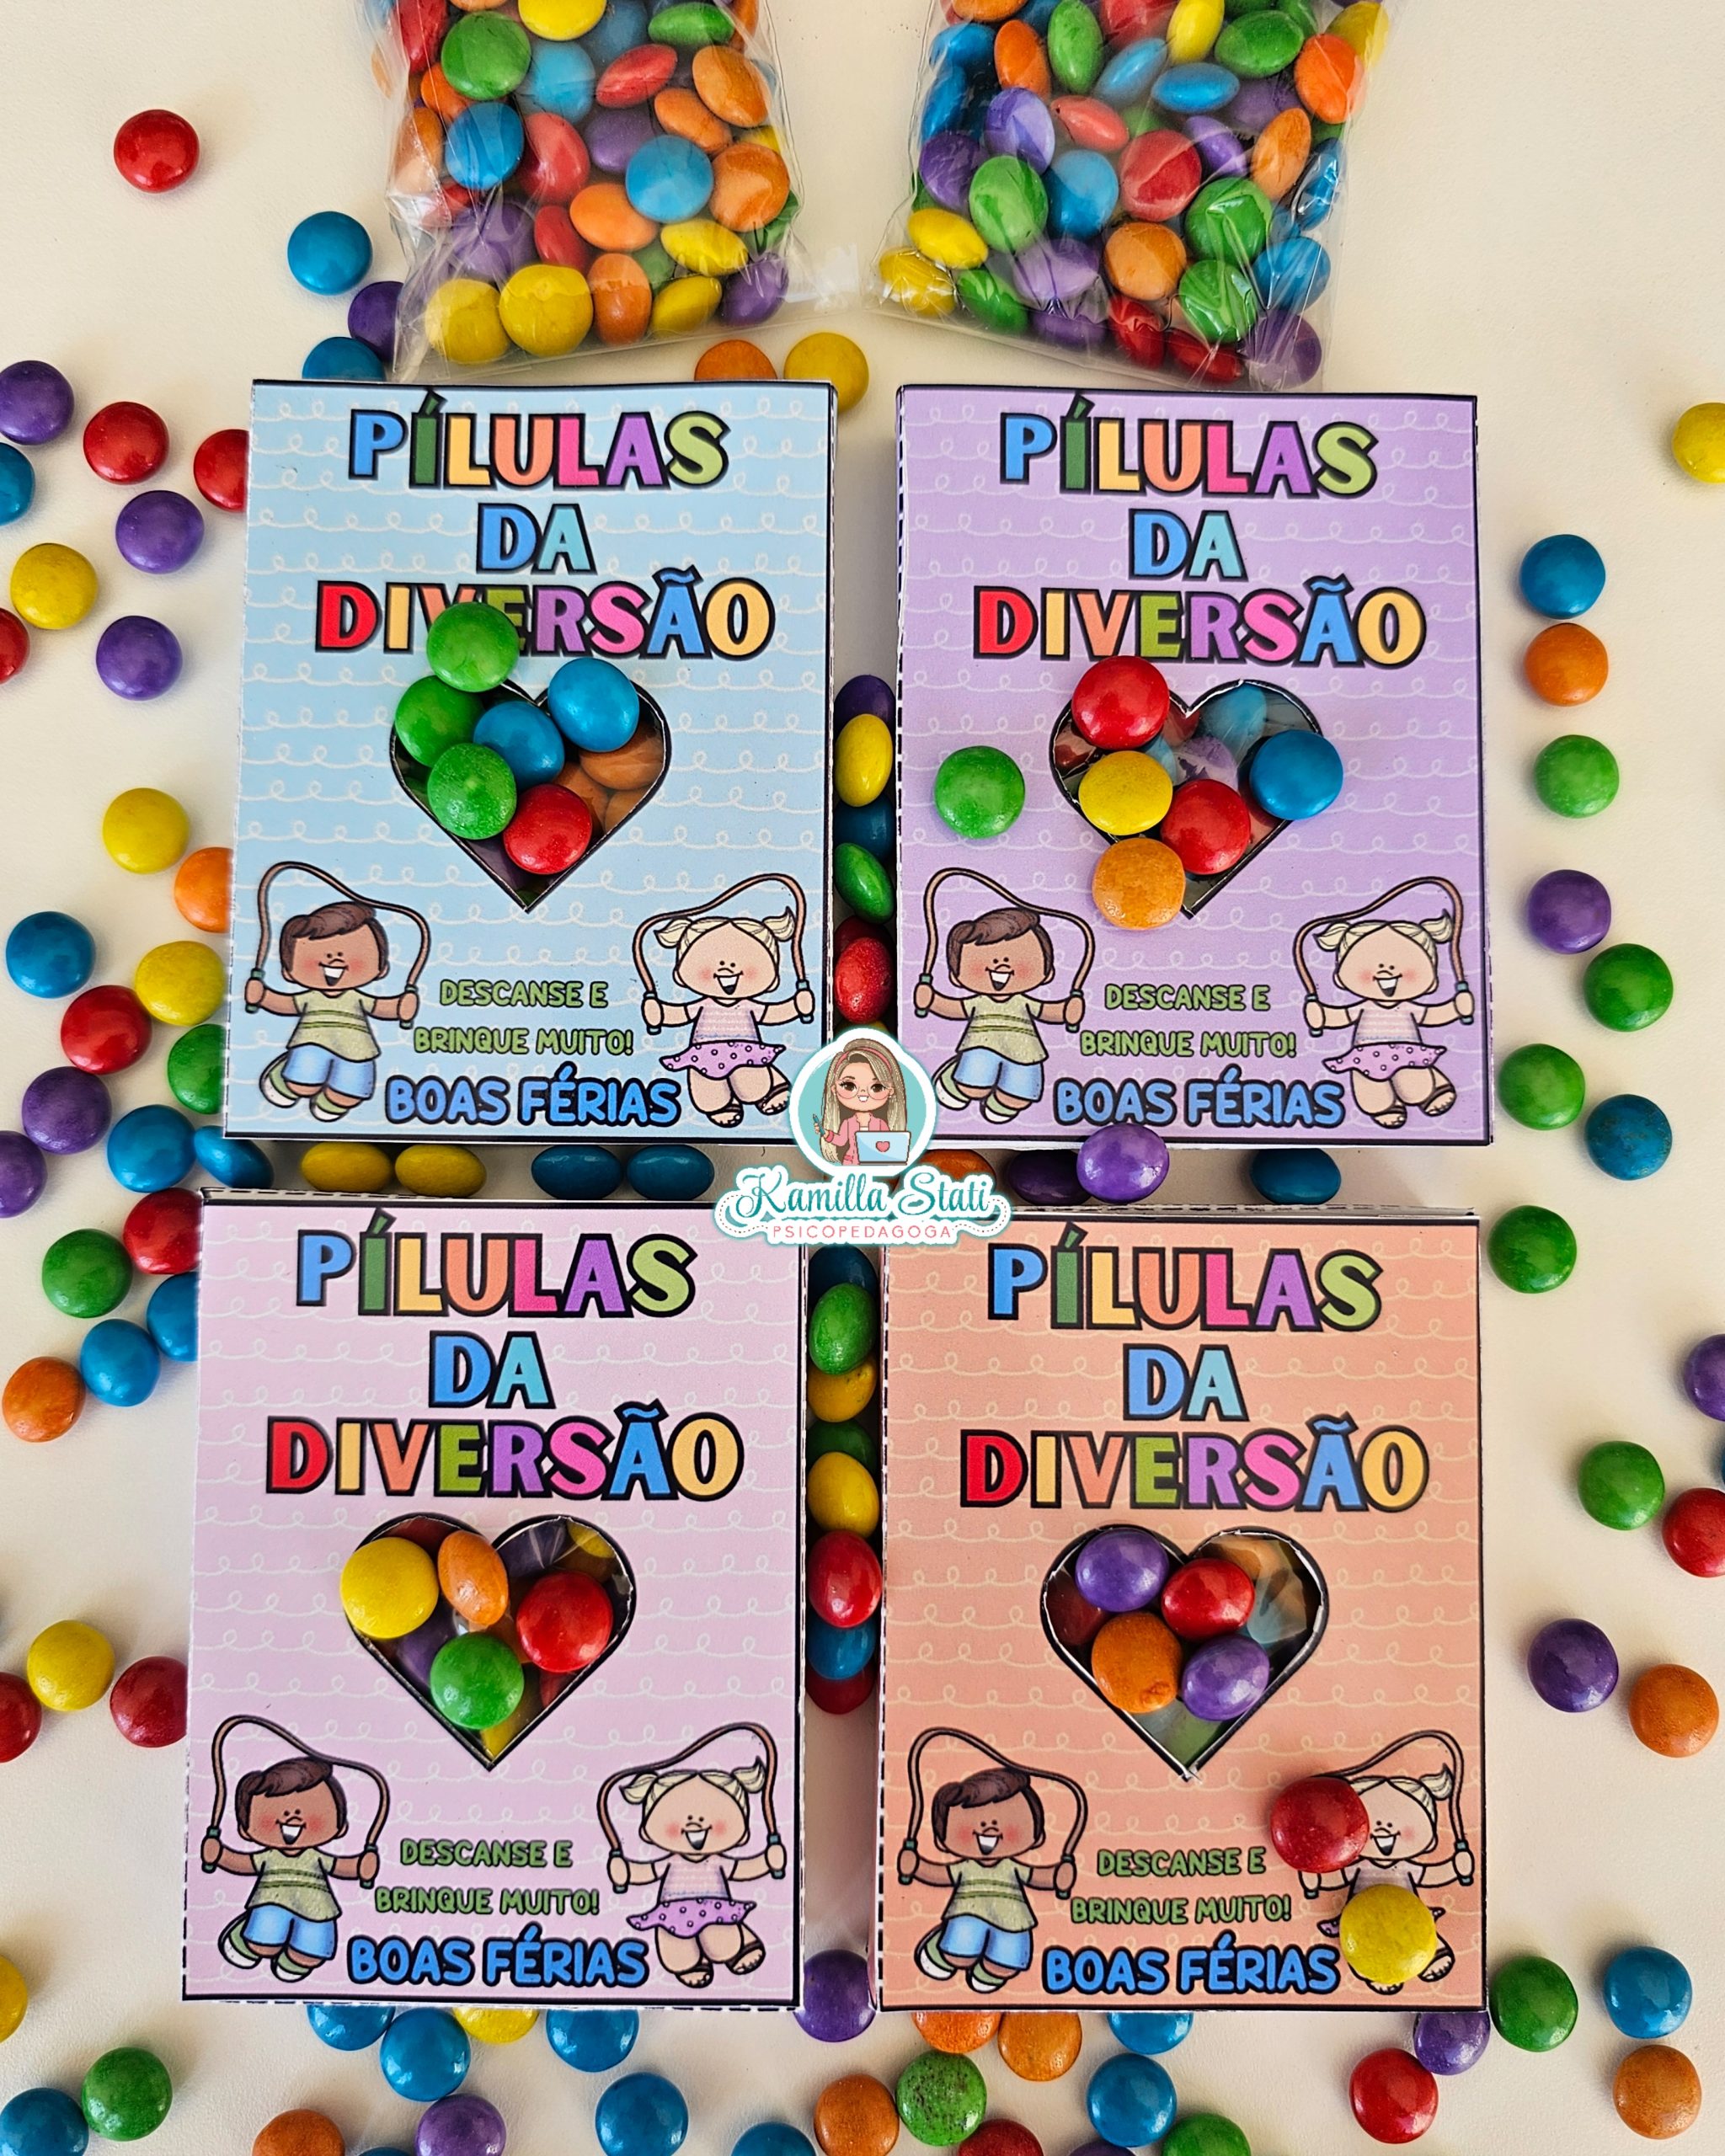 PÍLULAS
DA
DIVERSÃO
DESCANSE E
BRINQUE MUITO!
BOAS FÉRIAS
PÍLULAS
DA
DIVERSÃO
DESCANSE E
BRINQUE MUITO!
BOAS FÉRIAS
Kamilla Stati
PSICOPEDAGOGA
PÍLULAS
DA
DIVERSÃO
DESCANSE E
BRINQUE MUITO!
BOAS FÉRIAS
PÍLULAS
DA
DIVERSÃO
DESCANSE E
BRINQUE MUITO!
BOAS FÉRIAS